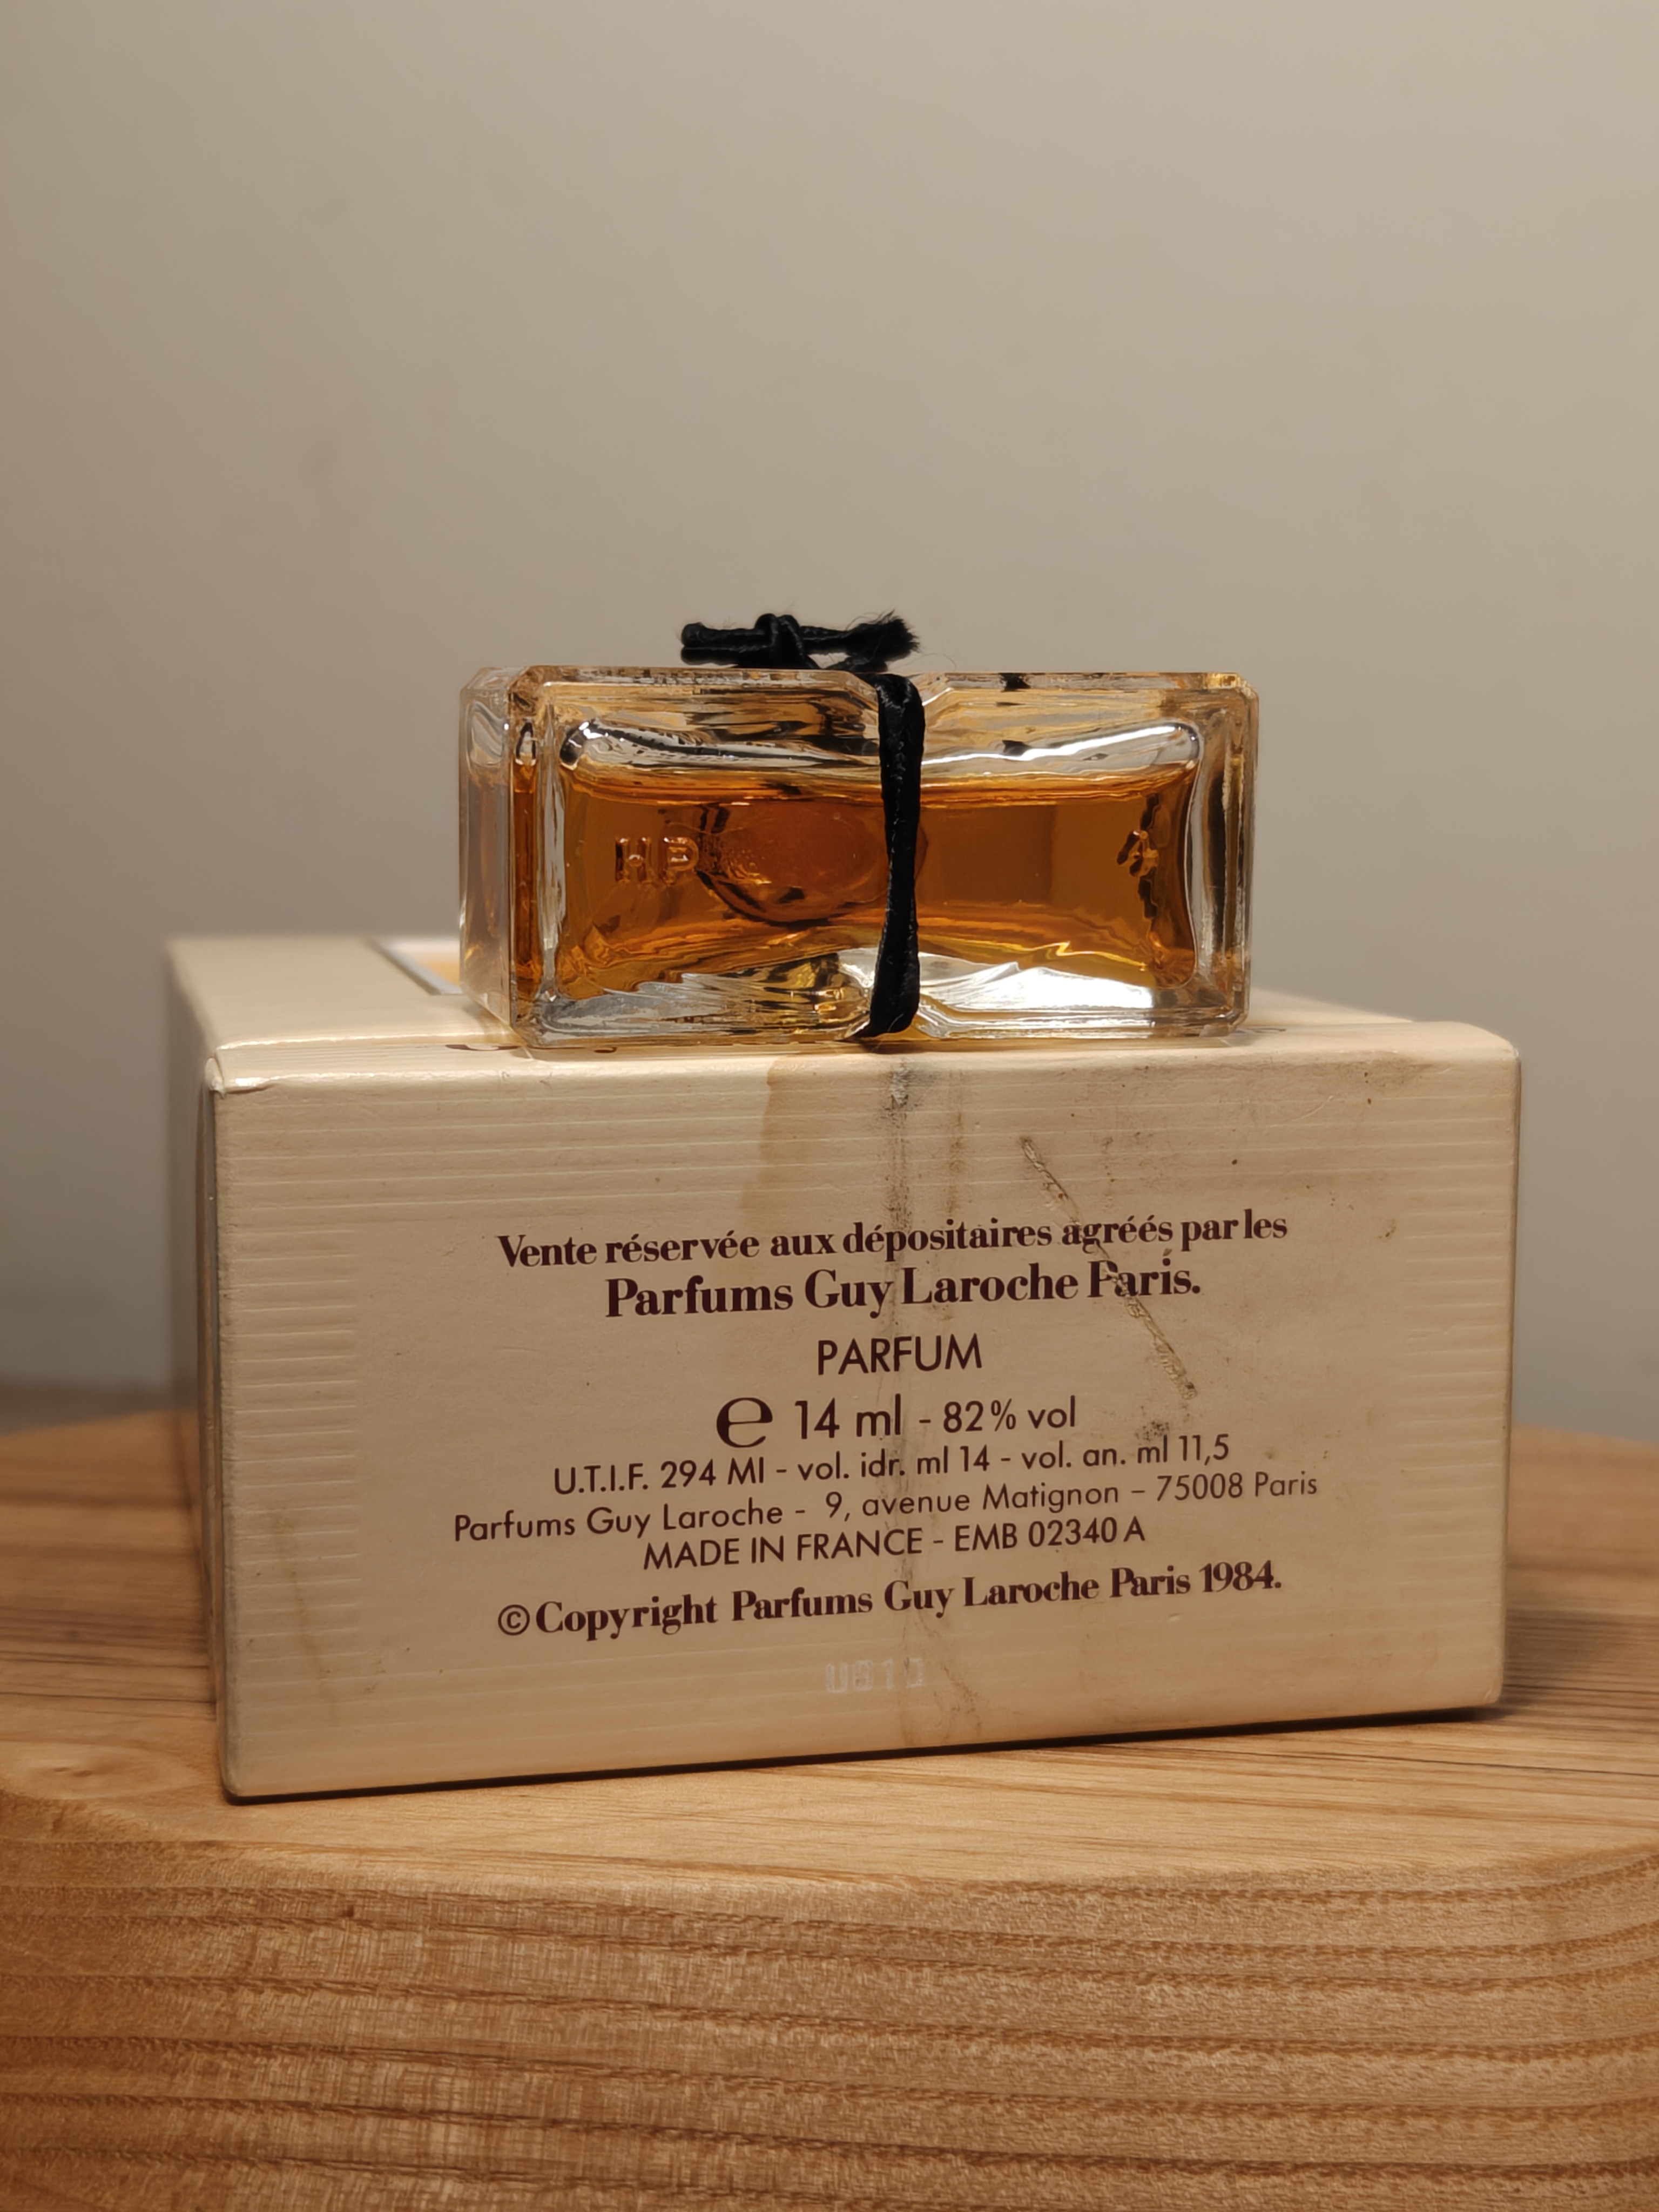 HP
Vente réservée aux dépositaires agréés par les
Parfums Guy Laroche Paris.
PARFUM
℮ 14 ml - 82% vol
U.T.I.F. 294 MI - vol. idr. ml 14 - vol. an. ml 11,5
Parfums Guy Laroche - 9, avenue Matignon - 75008 Paris
MADE IN FRANCE - EMB 02340 A
©Copyright Parfums Guy Laroche Paris 1984.